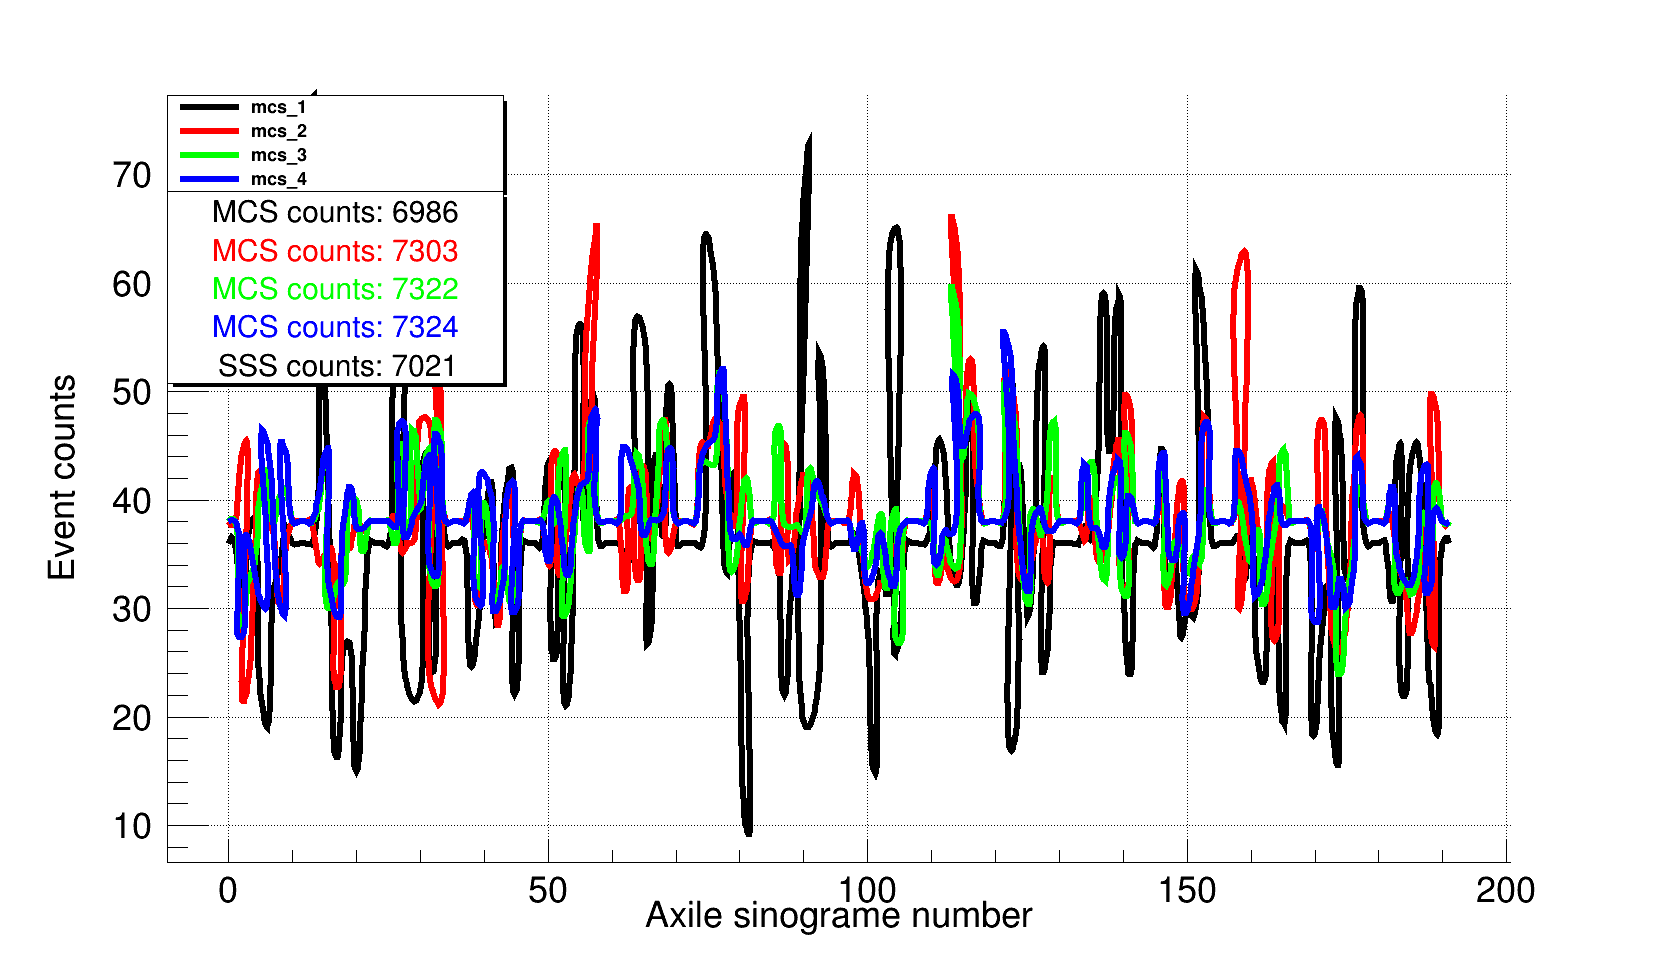 mcs_1
mcs_2
mcs_3
mcs_4
MCS counts: 6986
MCS counts: 7303
MCS counts: 7322
MCS counts: 7324
SSS counts: 7021
Event counts
70
60
50
40
30
20
10
0 50 100 150 200
Axile sinograme number